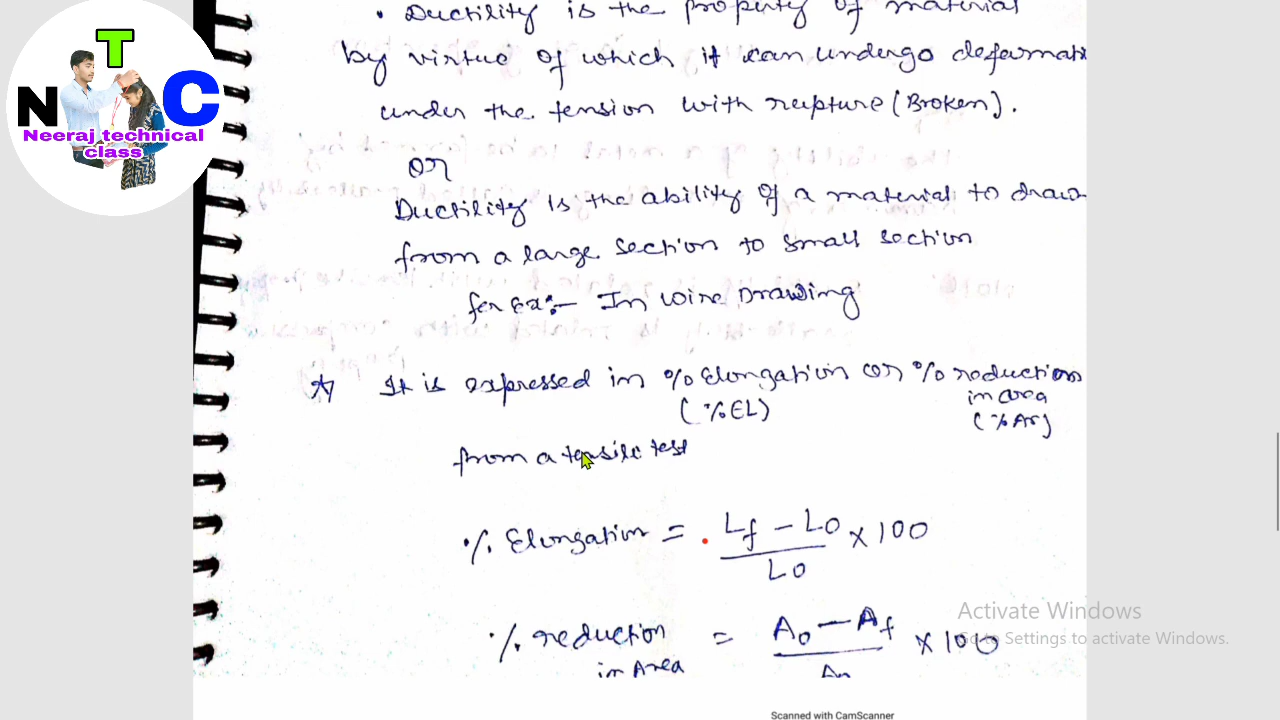 • Ductility is the property of material
by virtue of which it can undergo deformati
under the tension with rupture (Broken).
or
Ductility is the ability of a material to draw
from a large section to small section
for Ex:- In wire Drawing
It is expressed in % Elongation or % reduction
in area
(%EL)
(%Ar)
from a tensile test
% Elongation = Lf - L0 × 100
L0
% reduction = A0 - Af × 100
in Area
T
N C
Neeraj technical
class
Activate Windows
Go to Settings to activate Windows.
Scanned with CamScanner